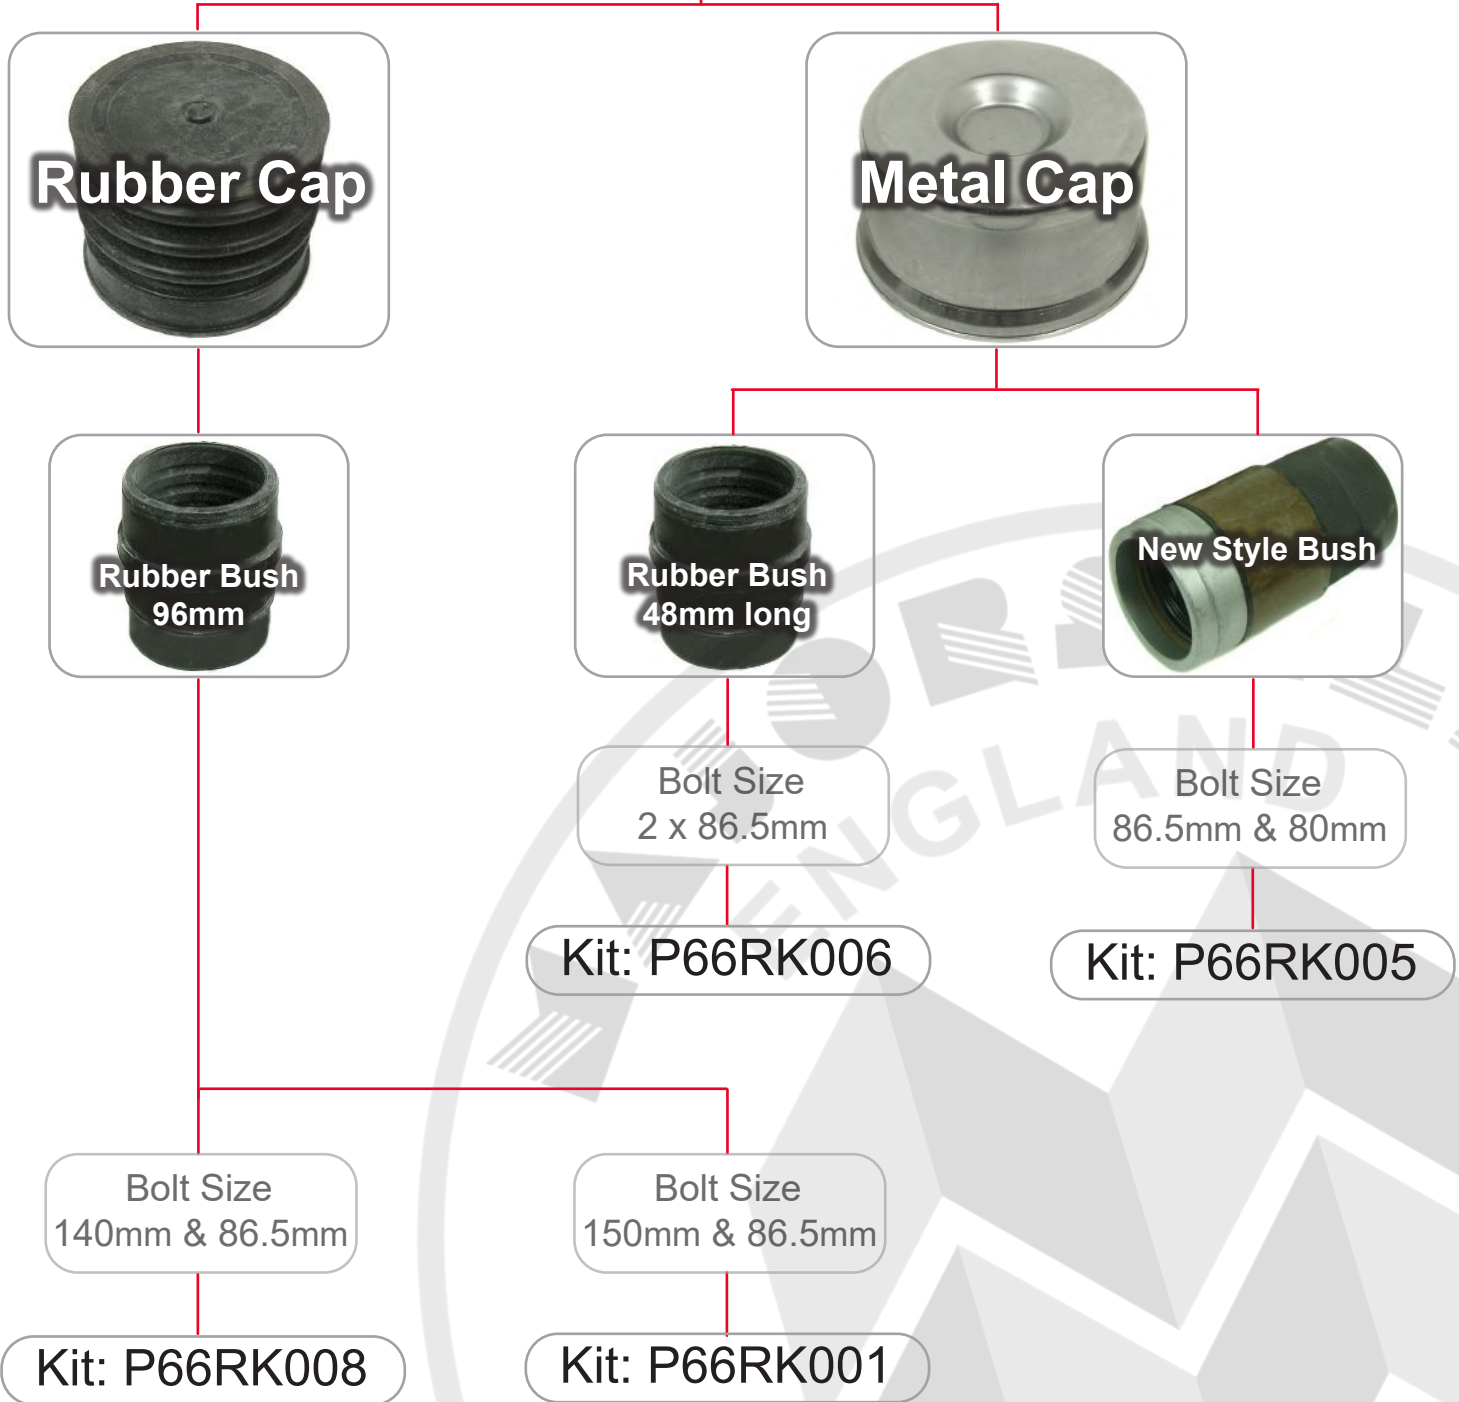 Rubber Cap
Metal Cap
Rubber Bush
96mm
Rubber Bush
48mm long
New Style Bush
Bolt Size
2 x 86.5mm
Bolt Size
86.5mm & 80mm
Kit: P66RK006
Kit: P66RK005
Bolt Size
140mm & 86.5mm
Bolt Size
150mm & 86.5mm
Kit: P66RK008
Kit: P66RK001
ENGLAND